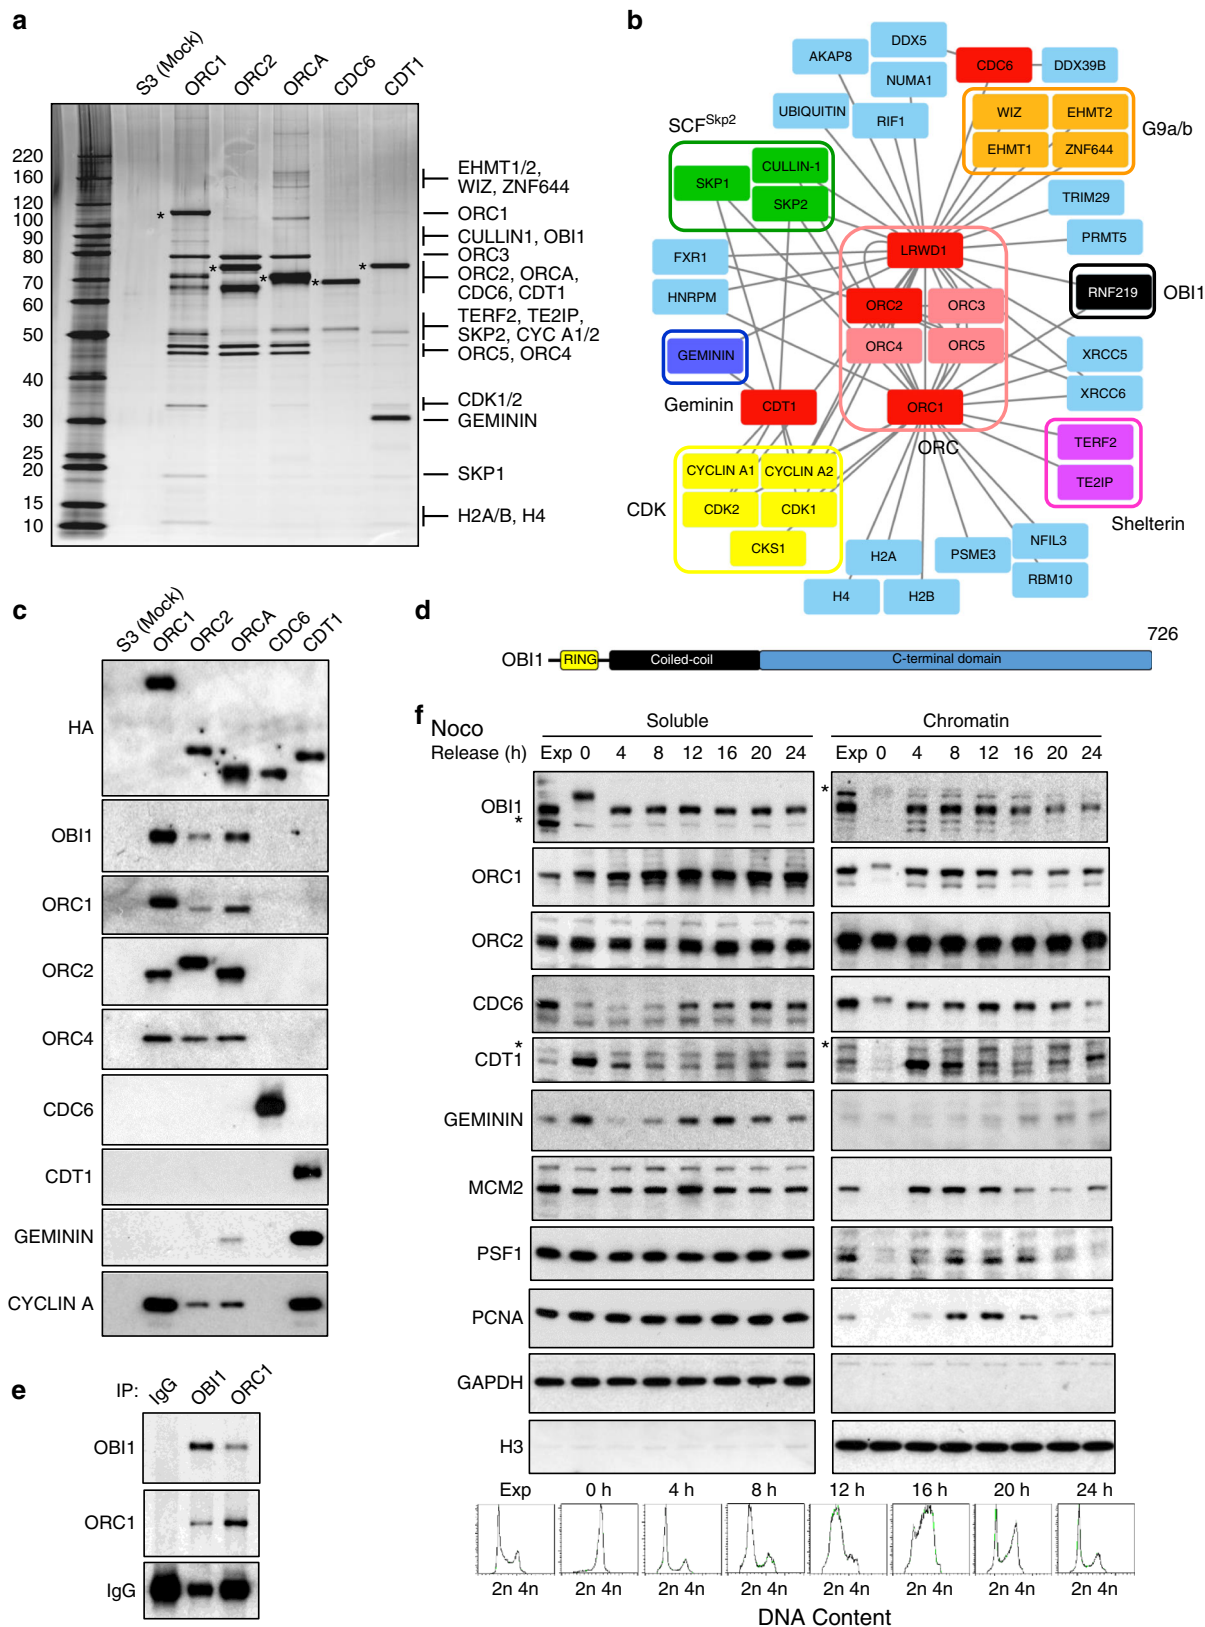 a
S3 (Mock)
ORC1
ORC2
ORCA
CDC6
CDT1
220
160
120
100
90
80
70
60
50
40
30
25
20
15
10
*
*
*
*
*
EHMT1/2,
WIZ, ZNF644
ORC1
CULLIN1, OBI1
ORC3
ORC2, ORCA,
CDC6, CDT1
TERF2, TE2IP,
SKP2, CYC A1/2
ORC5, ORC4
CDK1/2
GEMININ
SKP1
H2A/B, H4
b
DDX5
AKAP8
CDC6
DDX39B
NUMA1
UBIQUITIN
RIF1
WIZ
EHMT2
EHMT1
ZNF644
G9a/b
SCF^Skp2
CULLIN-1
SKP1
SKP2
TRIM29
PRMT5
LRWD1
FXR1
HNRPM
RNF219
OBI1
ORC2
ORC3
ORC4
ORC5
GEMININ
Geminin
CDT1
ORC1
ORC
XRCC5
XRCC6
TERF2
TE2IP
Shelterin
CYCLIN A1
CYCLIN A2
CDK2
CDK1
CKS1
CDK
H2A
PSME3
NFIL3
RBM10
H4
H2B
c
S3 (Mock)
ORC1
ORC2
ORCA
CDC6
CDT1
HA
OBI1
ORC1
ORC2
ORC4
CDC6
CDT1
GEMININ
CYCLIN A
d
726
OBI1
RING
Coiled-coil
C-terminal domain
e
IP:
IgG
OBI1
ORC1
OBI1
ORC1
IgG
f
Noco
Soluble
Chromatin
Release (h)
Exp 0 4 8 12 16 20 24
Exp 0 4 8 12 16 20 24
OBI1
*
*
ORC1
ORC2
CDC6
CDT1
*
*
GEMININ
MCM2
PSF1
PCNA
GAPDH
H3
Exp 0 h 4 h 8 h 12 h 16 h 20 h 24 h
2n 4n 2n 4n 2n 4n 2n 4n 2n 4n 2n 4n 2n 4n 2n 4n
DNA Content